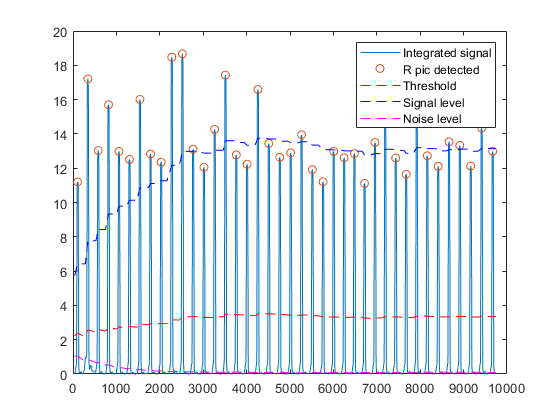 20
18
16
14
12
10
8
6
4
2
0
0 1000 2000 3000 4000 5000 6000 7000 8000 9000 10000
Integrated signal
R pic detected
Threshold
Signal level
Noise level